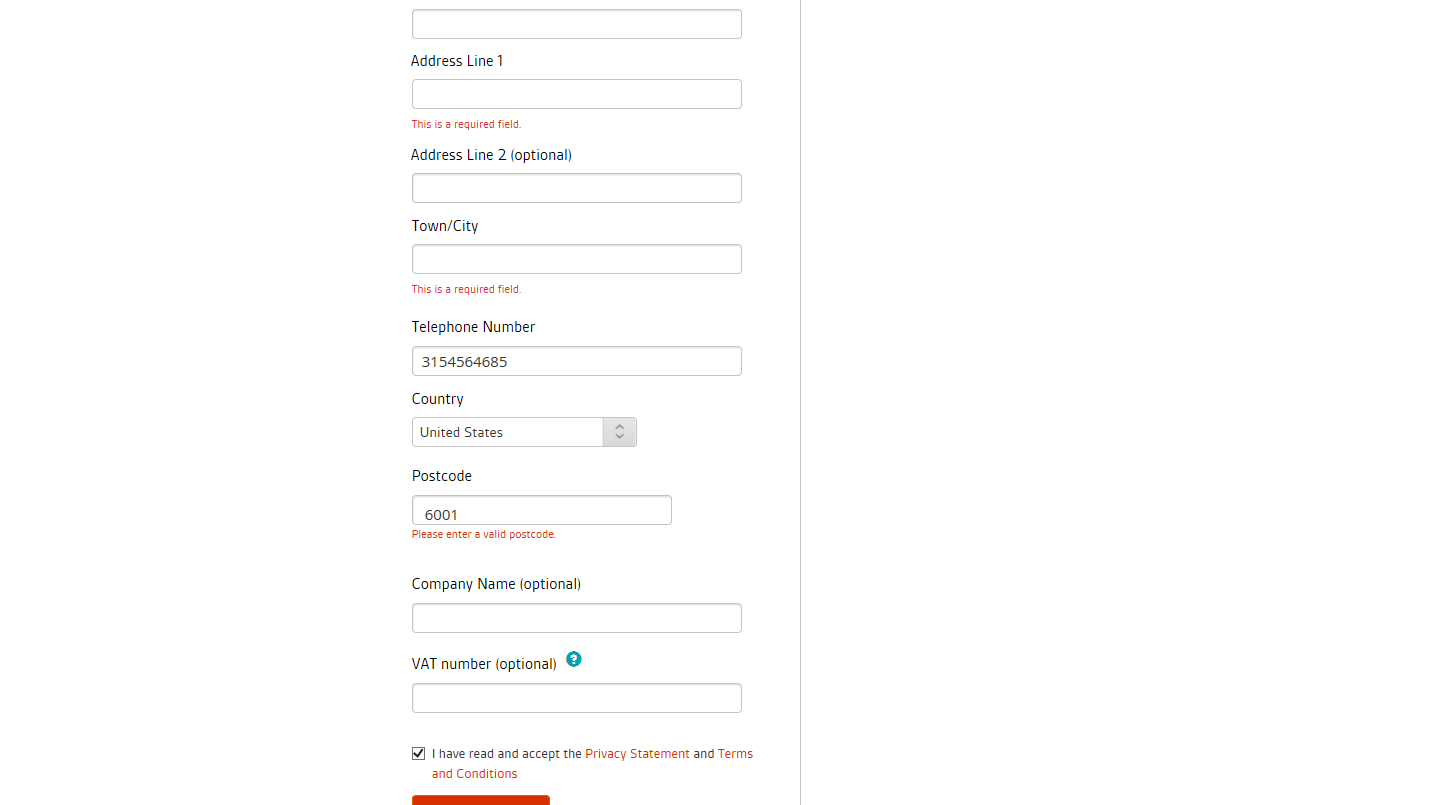 Address Line 1
This is a required field.
Address Line 2 (optional)
Town/City
This is a required field.
Telephone Number
3154564685
Country
United States
Postcode
6001
Please enter a valid postcode.
Company Name (optional)
VAT number (optional) ?
I have read and accept the Privacy Statement and Terms
and Conditions